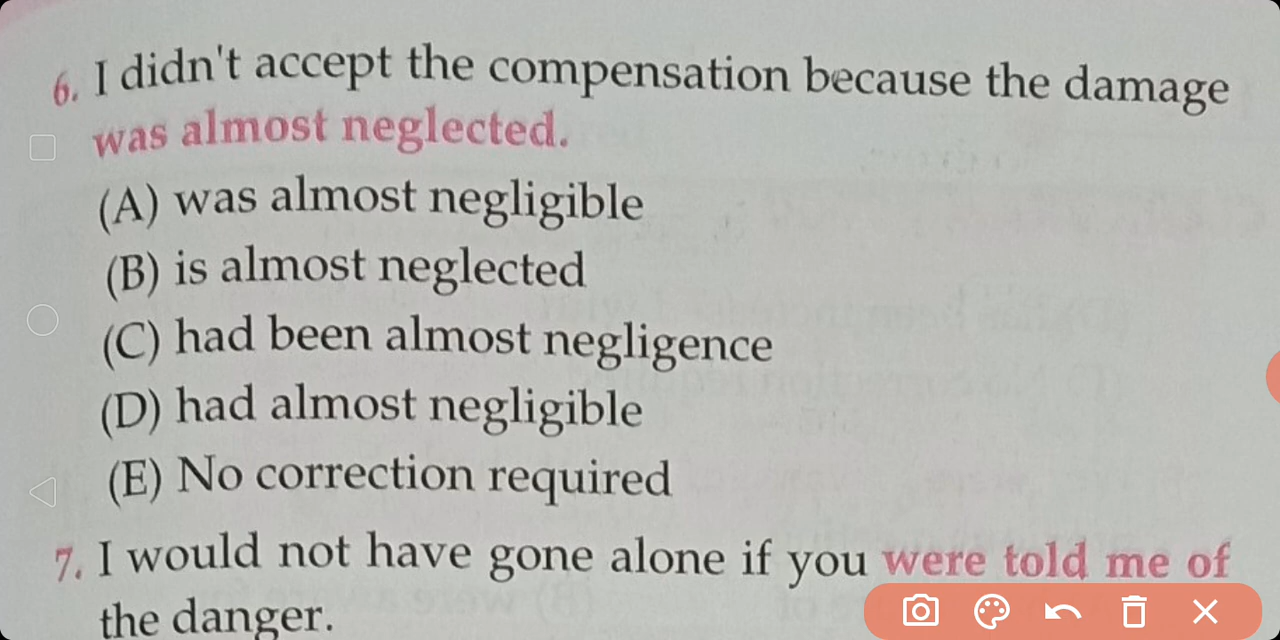 6. I didn't accept the compensation because the damage
was almost neglected.
(A) was almost negligible
(B) is almost neglected
(C) had been almost negligence
(D) had almost negligible
(E) No correction required
7. I would not have gone alone if you were told me of
the danger.